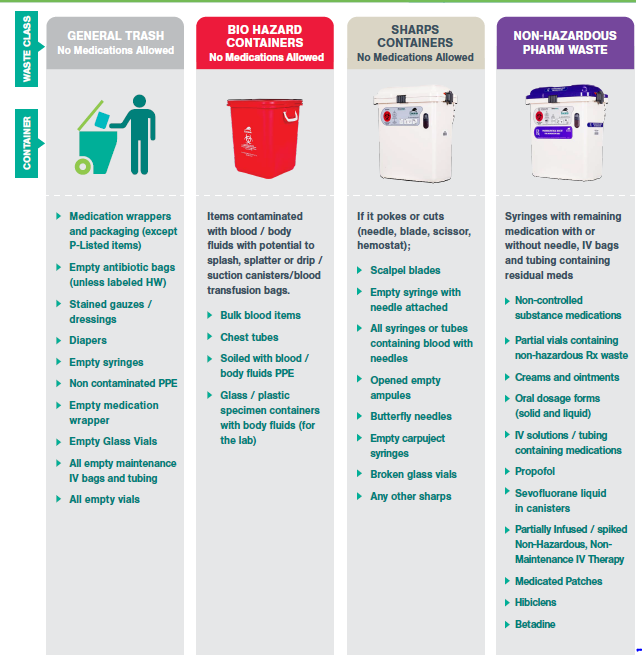 WASTE CLASS
CONTAINER
GENERAL TRASH
No Medications Allowed
Medication wrappers
and packaging (except
P-Listed items)
Empty antibiotic bags
(unless labeled HW)
Stained gauzes /
dressings
Diapers
Empty syringes
Non contaminated PPE
Empty medication
wrapper
Empty Glass Vials
All empty maintenance
IV bags and tubing
All empty vials
BIO HAZARD
CONTAINERS
No Medications Allowed
Items contaminated
with blood / body
fluids with potential to
splash, splatter or drip /
suction canisters/blood
transfusion bags.
Bulk blood items
Chest tubes
Soiled with blood /
body fluids PPE
Glass / plastic
specimen containers
with body fluids (for
the lab)
SHARPS
CONTAINERS
No Medications Allowed
If it pokes or cuts
(needle, blade, scissor,
hemostat);
Scalpel blades
Empty syringe with
needle attached
All syringes or tubes
containing blood with
needles
Opened empty
ampules
Butterfly needles
Empty carpuject
syringes
Broken glass vials
Any other sharps
NON-HAZARDOUS
PHARM WASTE
Syringes with remaining
medication with or
without needle, IV bags
and tubing containing
residual meds
Non-controlled
substance medications
Partial vials containing
non-hazardous Rx waste
Creams and ointments
Oral dosage forms
(solid and liquid)
IV solutions / tubing
containing medications
Propofol
Sevofluorane liquid
in canisters
Partially Infused / spiked
Non-Hazardous, Non-
Maintenance IV Therapy
Medicated Patches
Hibiclens
Betadine